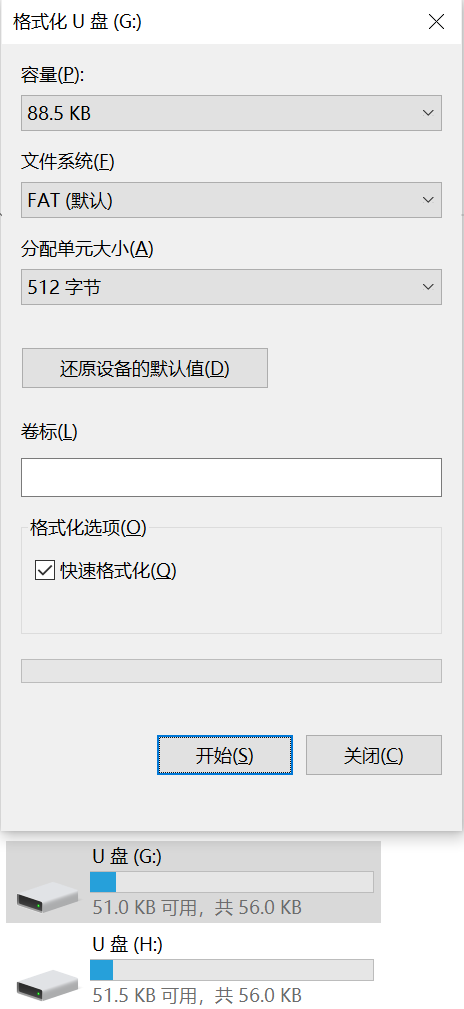 格式化 U 盘 (G:)
容量(P):
88.5 KB
文件系统(F)
FAT (默认)
分配单元大小(A)
512 字节
还原设备的默认值(D)
卷标(L)
格式化选项(O)
快速格式化(Q)
开始(S)
关闭(C)
U 盘 (G:)
51.0 KB 可用，共 56.0 KB
U 盘 (H:)
51.5 KB 可用，共 56.0 KB